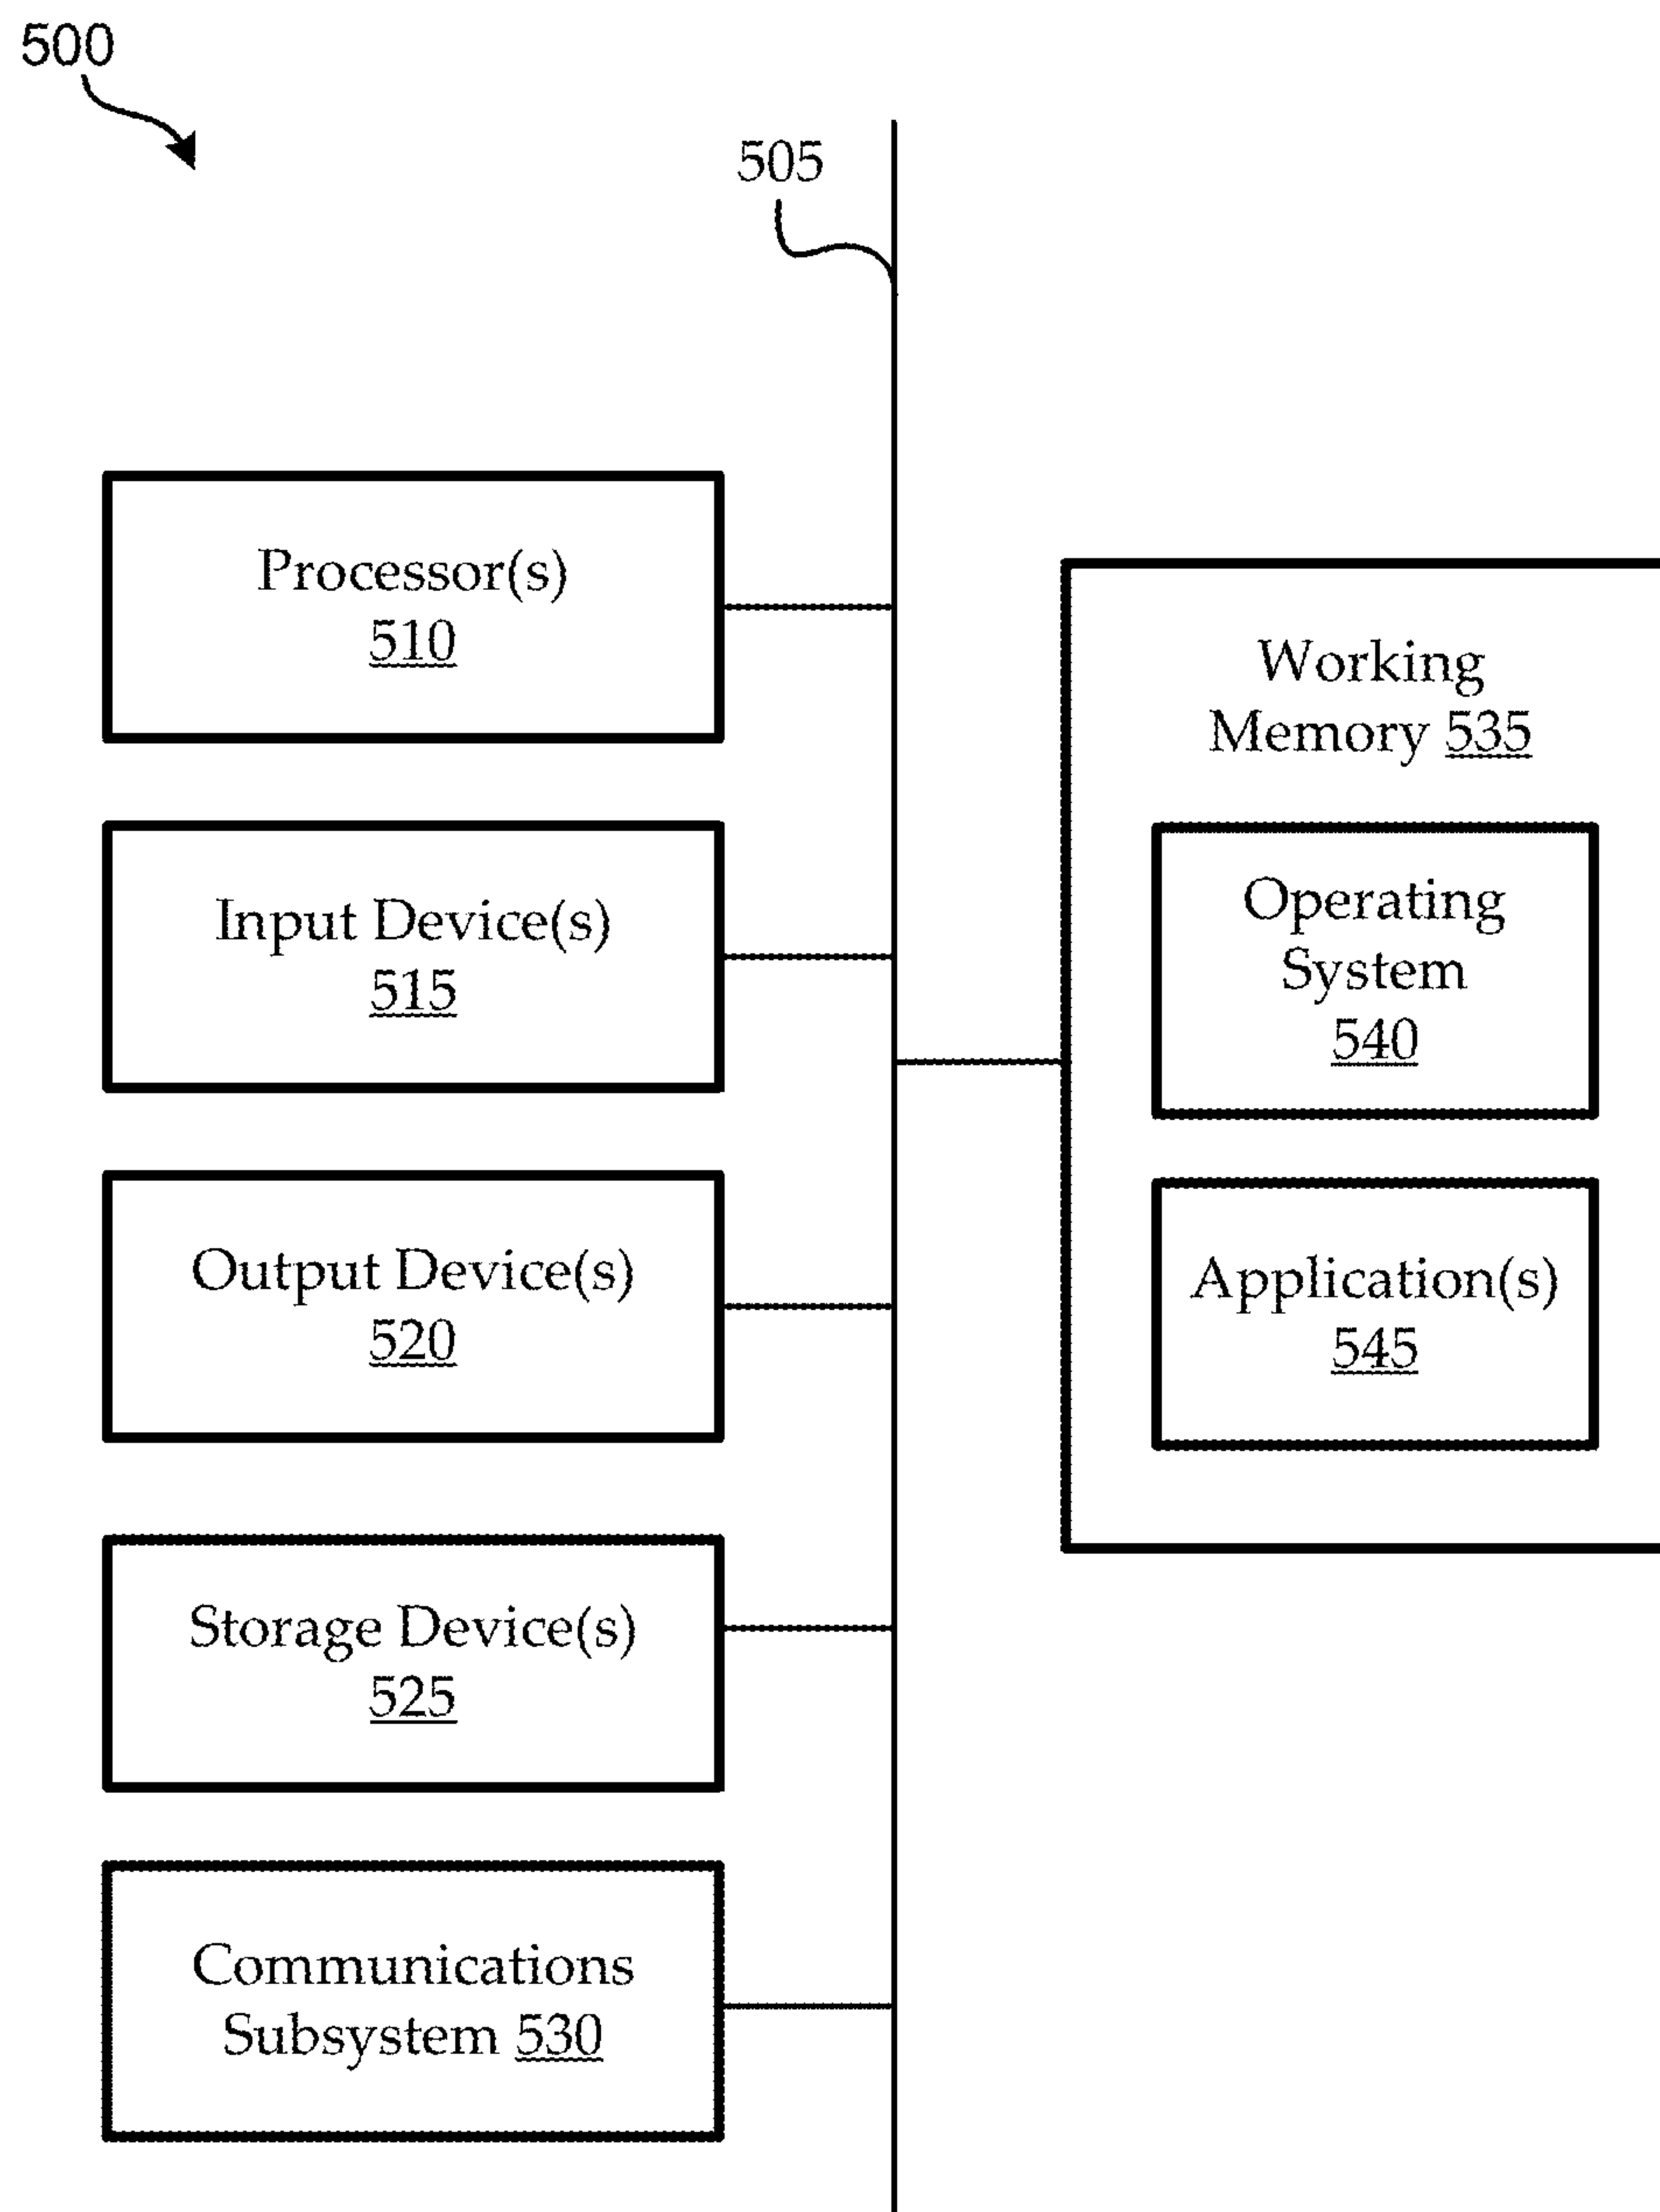 500
505
Processor(s)
510
Input Device(s)
515
Output Device(s)
520
Storage Device(s)
525
Communications
Subsystem 530
Working
Memory 535
Operating
System
540
Application(s)
545